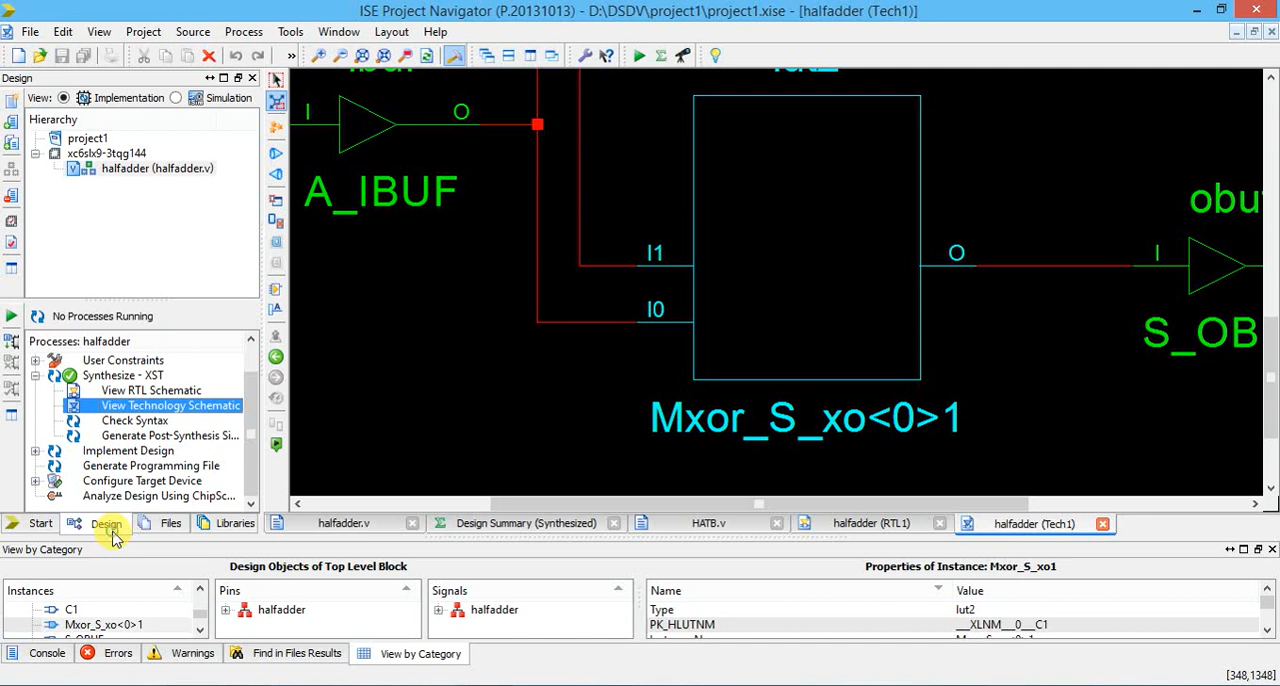 ISE Project Navigator (P.20131013) - D:\DSDV\project1\project1.xise - [halfadder (Tech1)]
File Edit View Project Source Process Tools Window Layout Help
Design
View: Implementation Simulation
Hierarchy
project1
xc6slx9-3tqg144
halfadder (halfadder.v)
No Processes Running
Processes: halfadder
User Constraints
Synthesize - XST
View RTL Schematic
View Technology Schematic
Check Syntax
Generate Post-Synthesis Si...
Implement Design
Generate Programming File
Configure Target Device
Analyze Design Using ChipSc...
I O
A_IBUF
I1
I0
O
Mxor_S_xo<0>1
obu
I
S_OB
Start Design Files Libraries
halfadder.v Design Summary (Synthesized) HATB.v halfadder (RTL1) halfadder (Tech1)
View by Category
Design Objects of Top Level Block Properties of Instance: Mxor_S_xo1
Instances Pins Signals Name Value
C1 halfadder halfadder Type lut2
Mxor_S_xo<0>1 PK_HLUTNM ___XLNM___0___C1
Console Errors Warnings Find in Files Results View by Category
[348,1348]